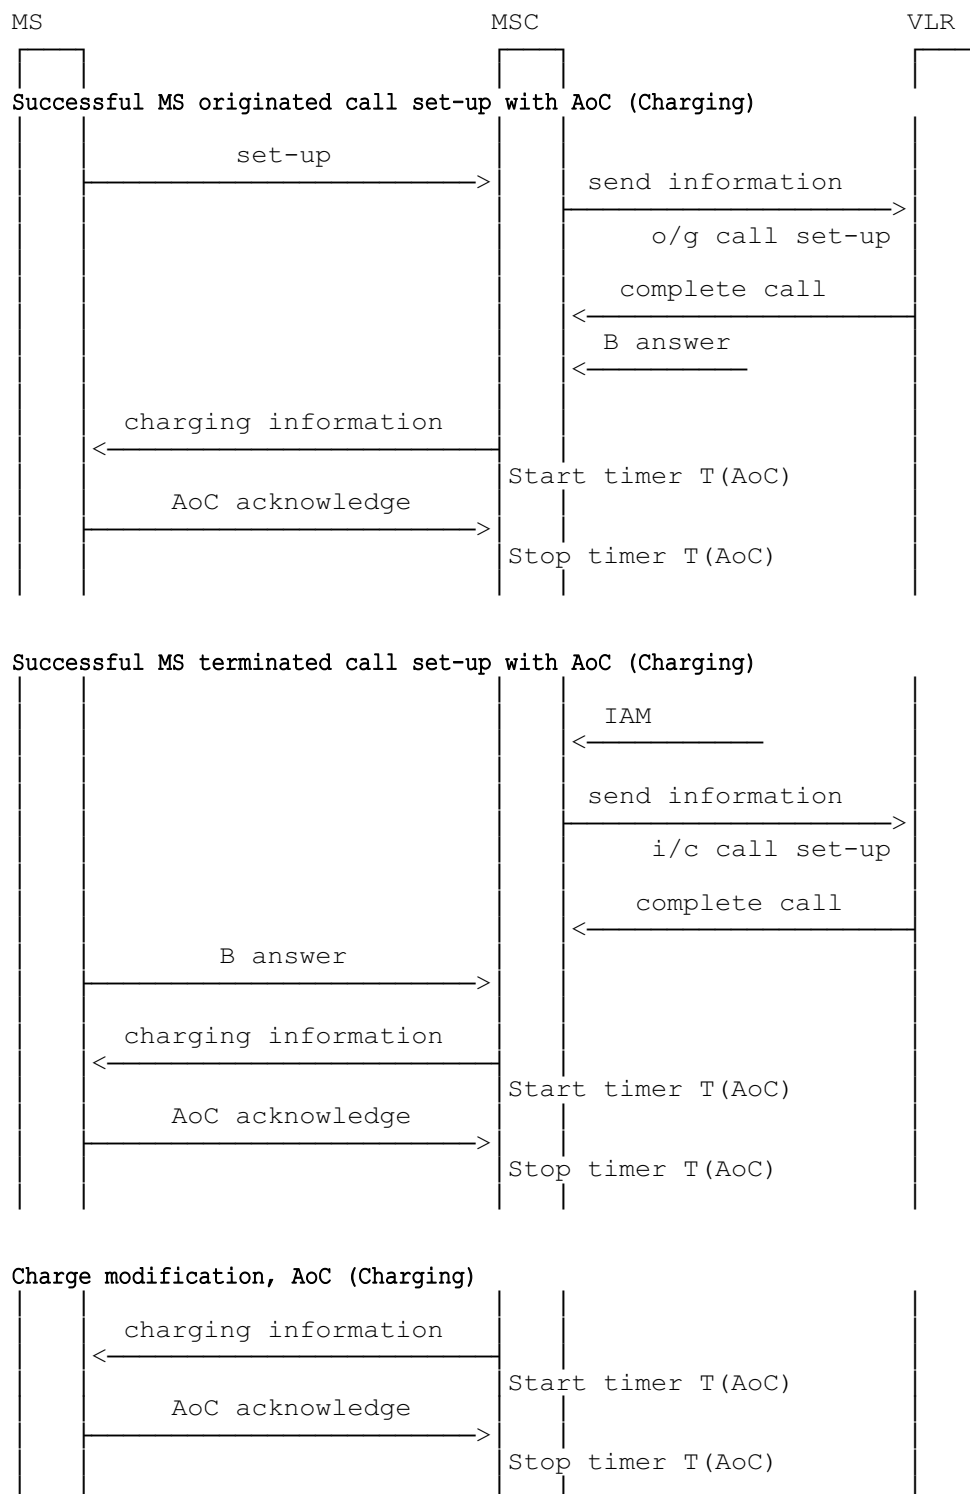 MS MSC VLR
Successful MS originated call set-up with AoC (Charging)
set-up
send information
o/g call set-up
complete call
B answer
charging information
Start timer T(AoC)
AoC acknowledge
Stop timer T(AoC)
Successful MS terminated call set-up with AoC (Charging)
IAM
send information
i/c call set-up
complete call
B answer
charging information
Start timer T(AoC)
AoC acknowledge
Stop timer T(AoC)
Charge modification, AoC (Charging)
charging information
Start timer T(AoC)
AoC acknowledge
Stop timer T(AoC)